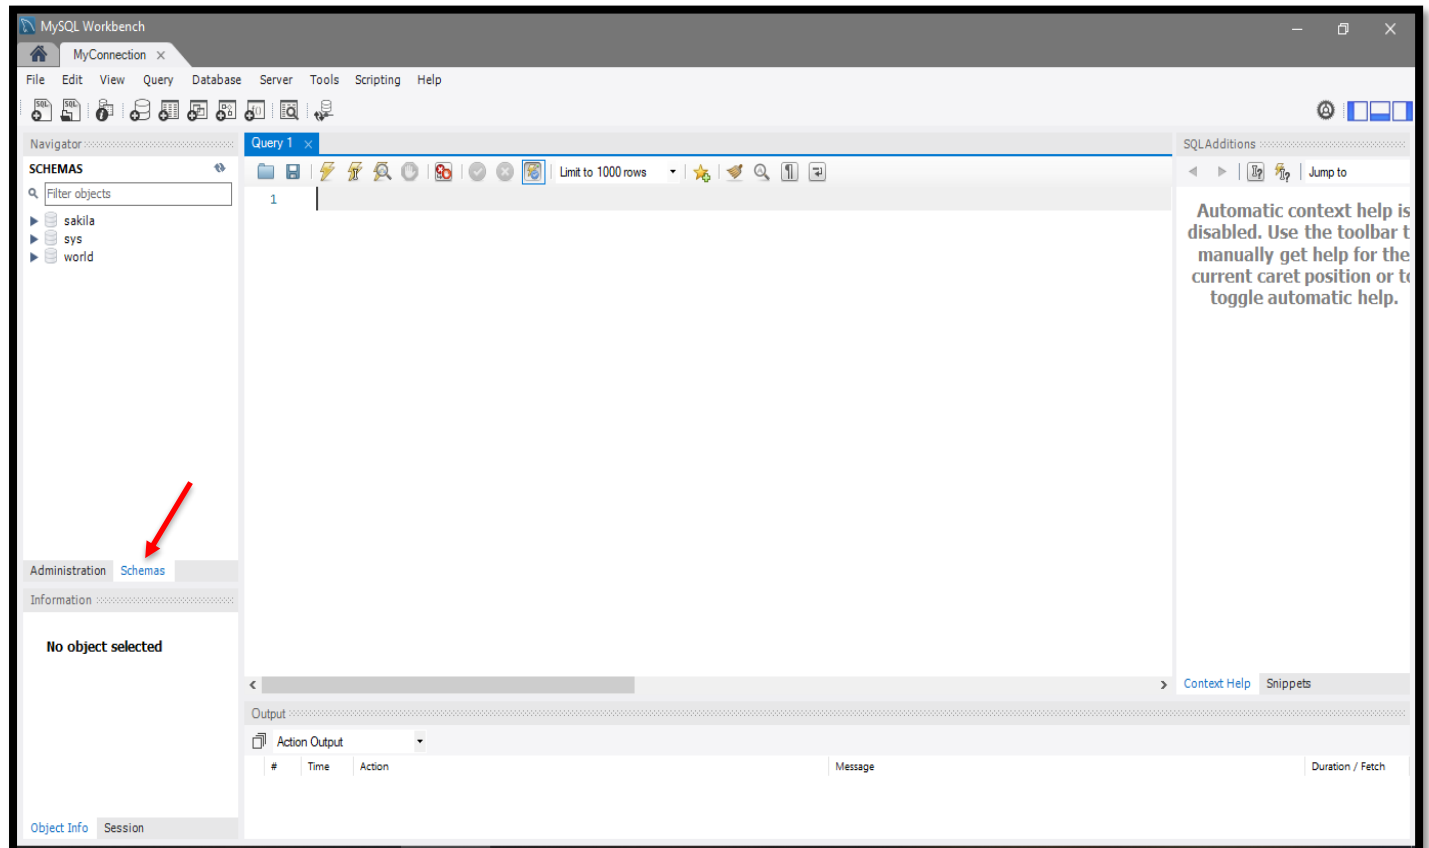 MySQL Workbench
MyConnection
File Edit View Query Database Server Tools Scripting Help
Navigator
SCHEMAS
Filter objects
sakila
sys
world
Administration Schemas
Information
No object selected
Object Info Session
Query 1
Limit to 1000 rows
1
Output
Action Output
# Time Action Message Duration / Fetch
SQLAdditions
Jump to
Automatic context help is
disabled. Use the toolbar t
manually get help for the
current caret position or to
toggle automatic help.
Context Help Snippets